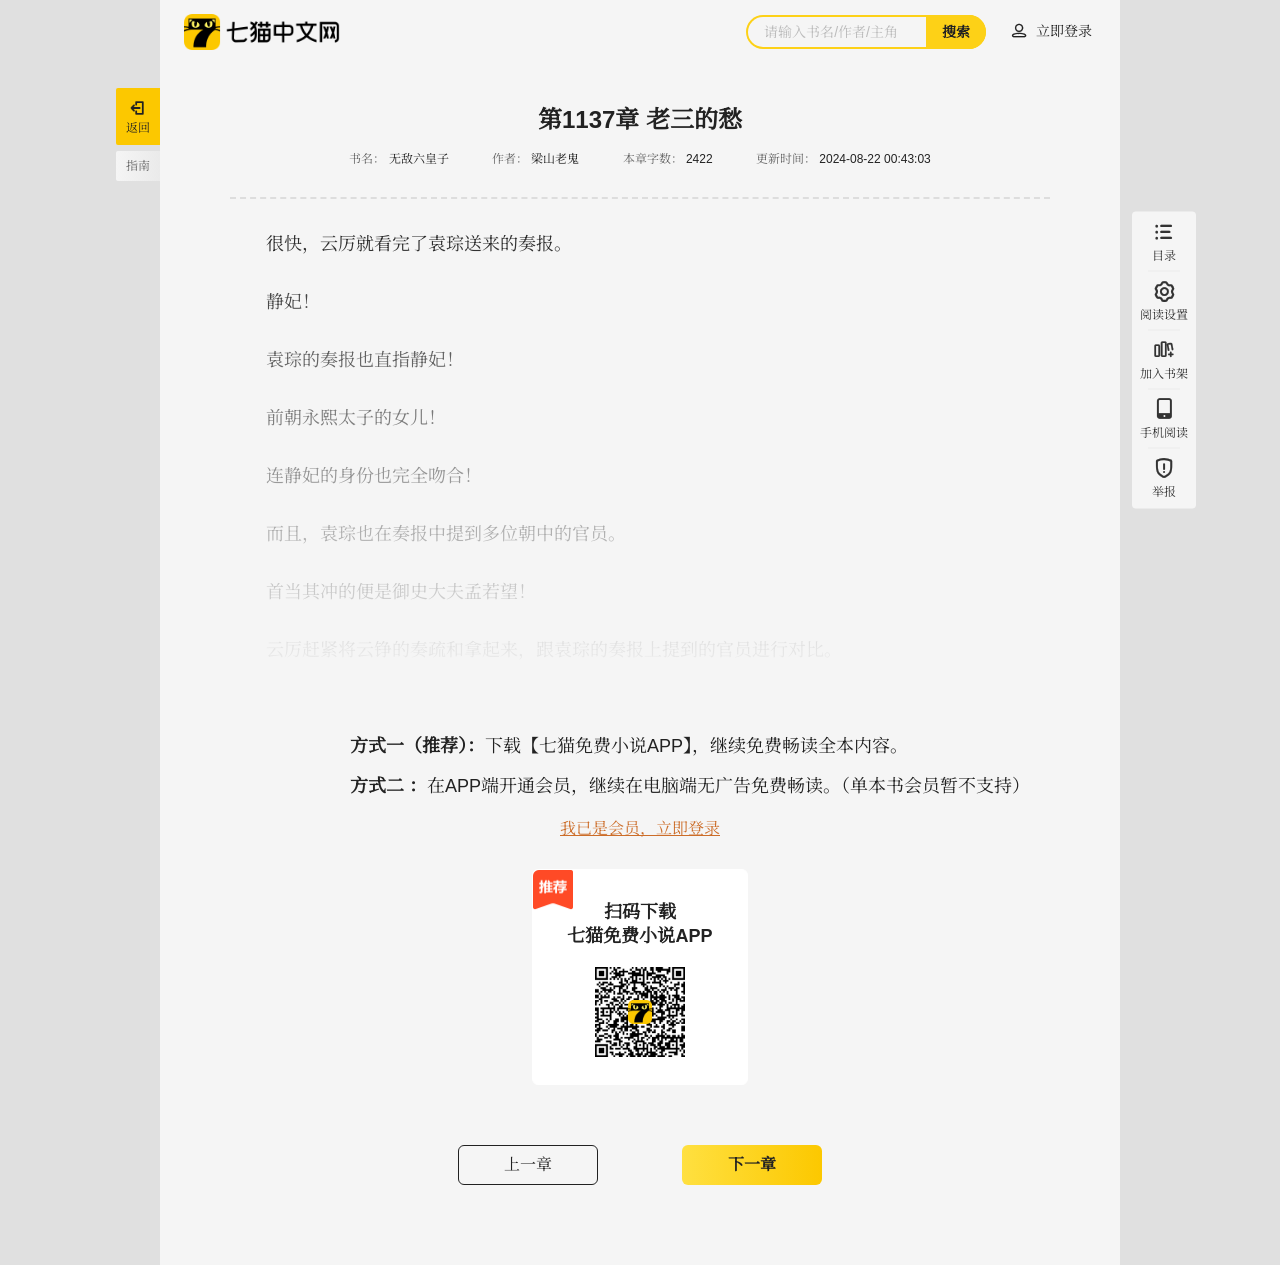 七猫中文网
请输入书名/作者/主角
搜索
立即登录
返回
指南
第1137章 老三的愁
书名： 无敌六皇子 作者： 梁山老鬼 本章字数： 2422 更新时间： 2024-08-22 00:43:03
很快，云厉就看完了袁琮送来的奏报。
静妃！
袁琮的奏报也直指静妃！
前朝永熙太子的女儿！
连静妃的身份也完全吻合！
而且，袁琮也在奏报中提到多位朝中的官员。
首当其冲的便是御史大夫孟若望！
云厉赶紧将云铮的奏疏和拿起来，跟袁琮的奏报上提到的官员进行对比。
目录
阅读设置
加入书架
手机阅读
举报
方式一（推荐）：下载【七猫免费小说APP】，继续免费畅读全本内容。
方式二 ：在APP端开通会员，继续在电脑端无广告免费畅读。（单本书会员暂不支持）
我已是会员，立即登录
推荐
扫码下载
七猫免费小说APP
上一章
下一章